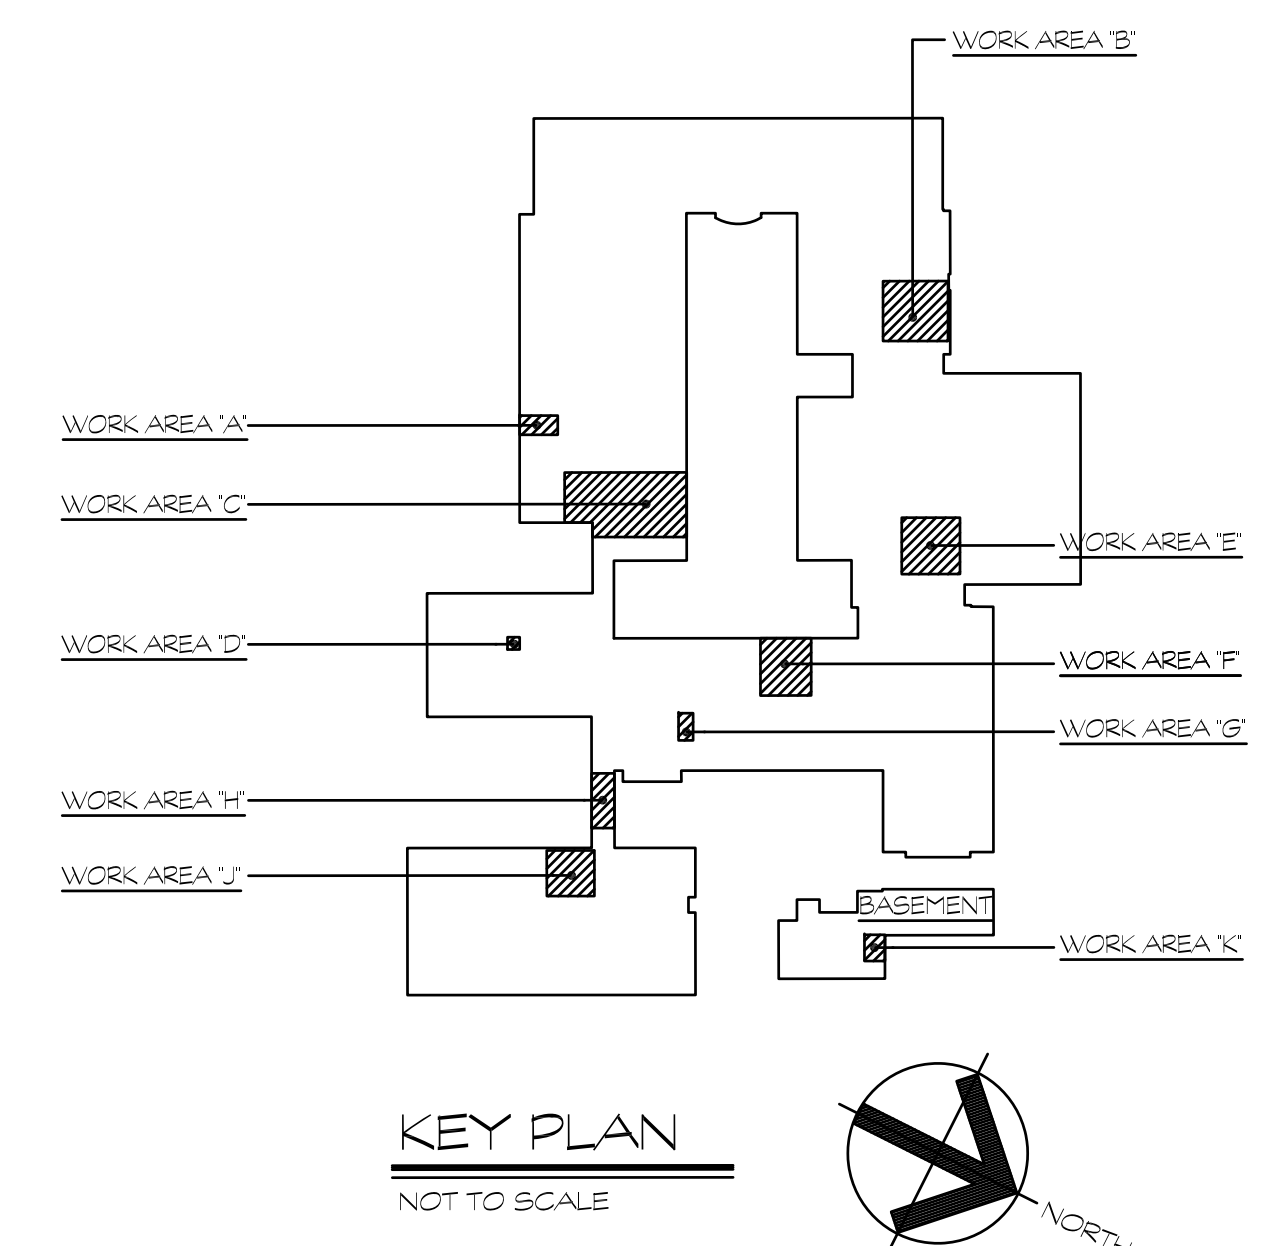 WORK AREA "B"
WORK AREA "A"
WORK AREA "C"
WORK AREA "E"
WORK AREA "D"
WORK AREA "F"
WORK AREA "G"
WORK AREA "H"
WORK AREA "J"
BASEMENT
WORK AREA "K"
KEY PLAN
NOT TO SCALE
NORTH